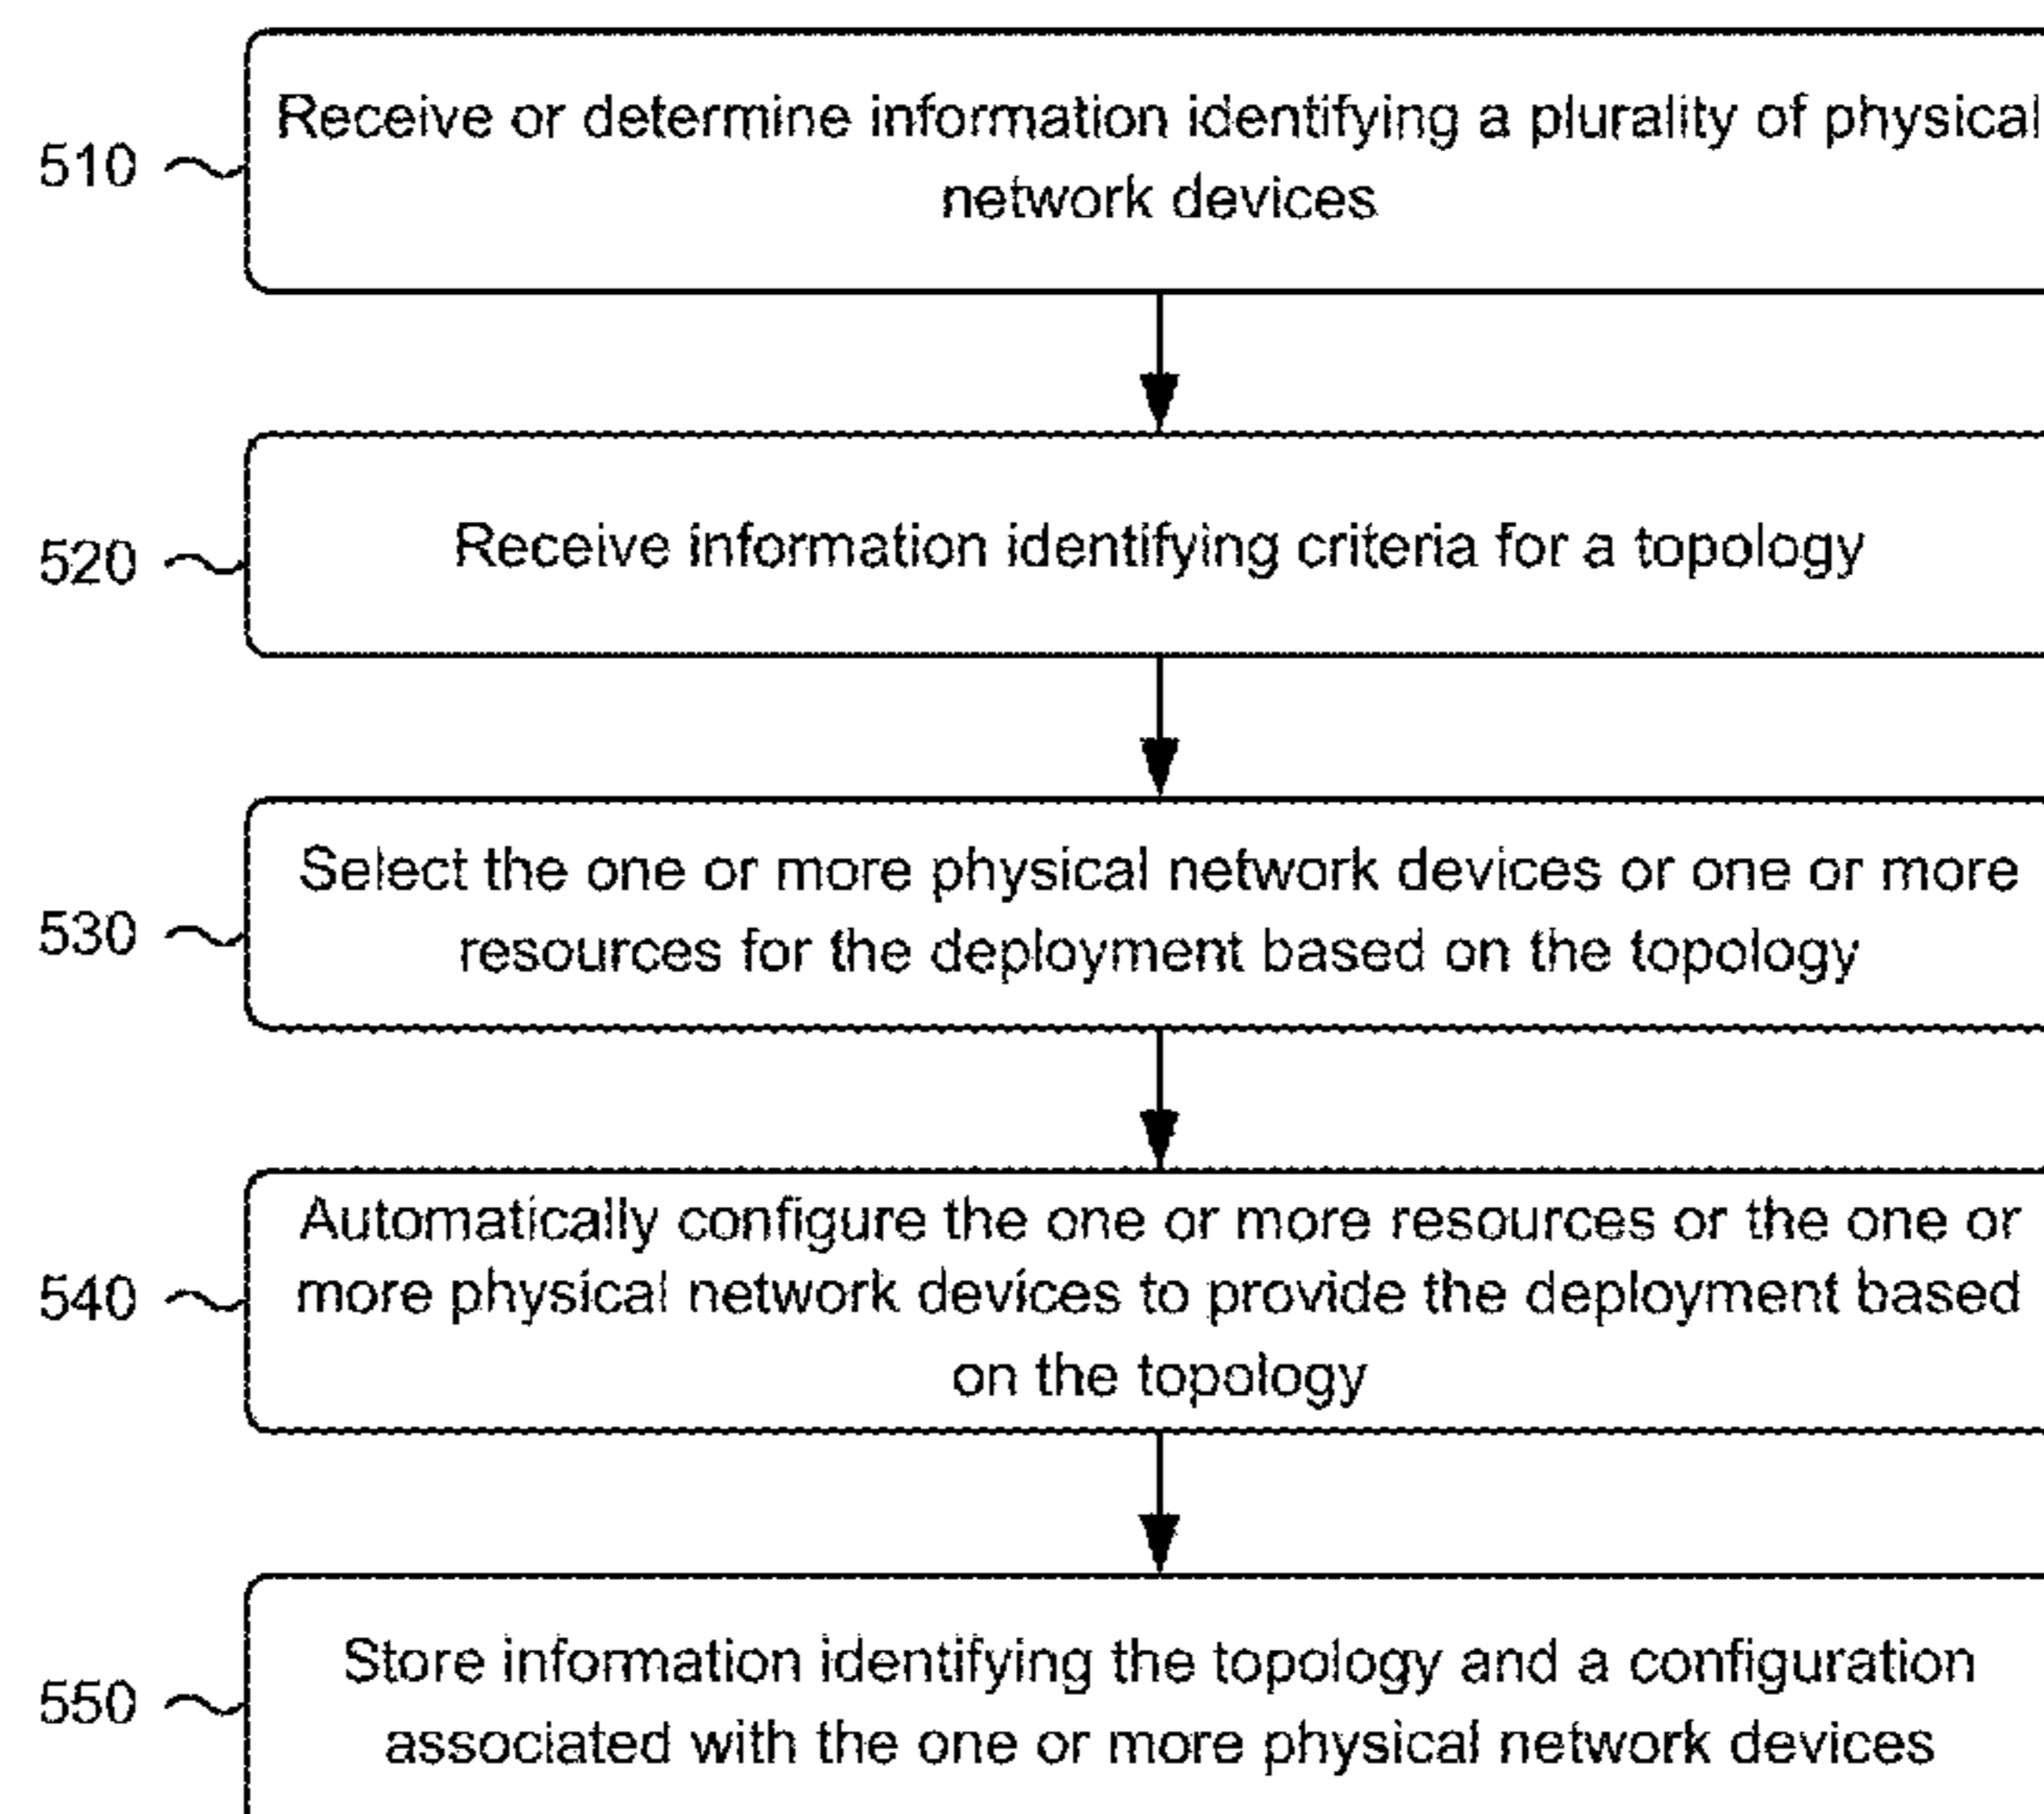 510
Receive or determine information identifying a plurality of physical
network devices
520
Receive information identifying criteria for a topology
530
Select the one or more physical network devices or one or more
resources for the deployment based on the topology
540
Automatically configure the one or more resources or the one or
more physical network devices to provide the deployment based
on the topology
550
Store information identifying the topology and a configuration
associated with the one or more physical network devices